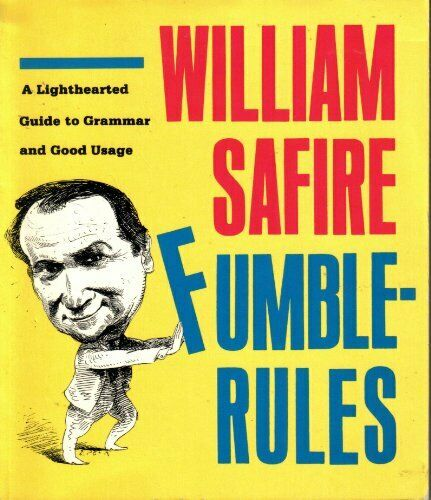 WILLIAM
SAFIRE
A Lighthearted
Guide to Grammar
and Good Usage
FUMBLE-
RULES